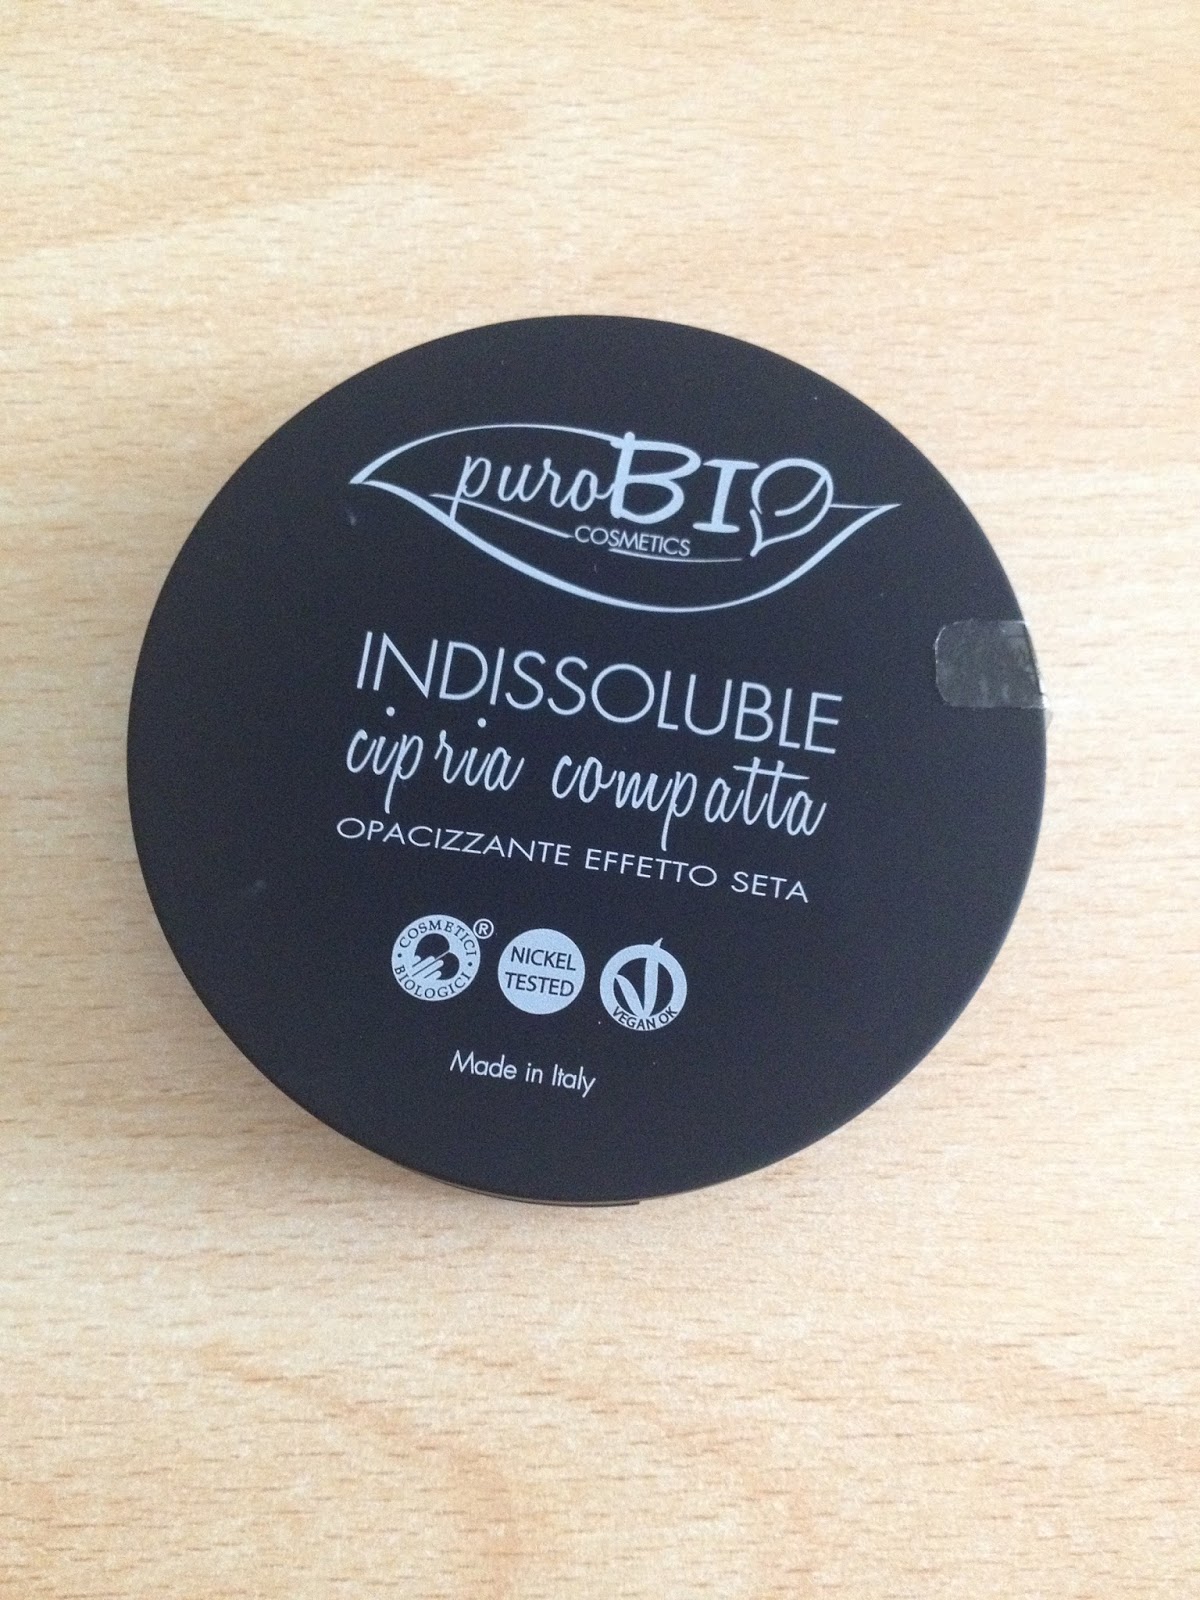 puroBIO
COSMETICS
INDISSOLUBLE
cipria compatta
OPACIZZANTE EFFETTO SETA
COSMETICI ®
BIOLOGICI
NICKEL
TESTED
VEGAN OK
Made in Italy